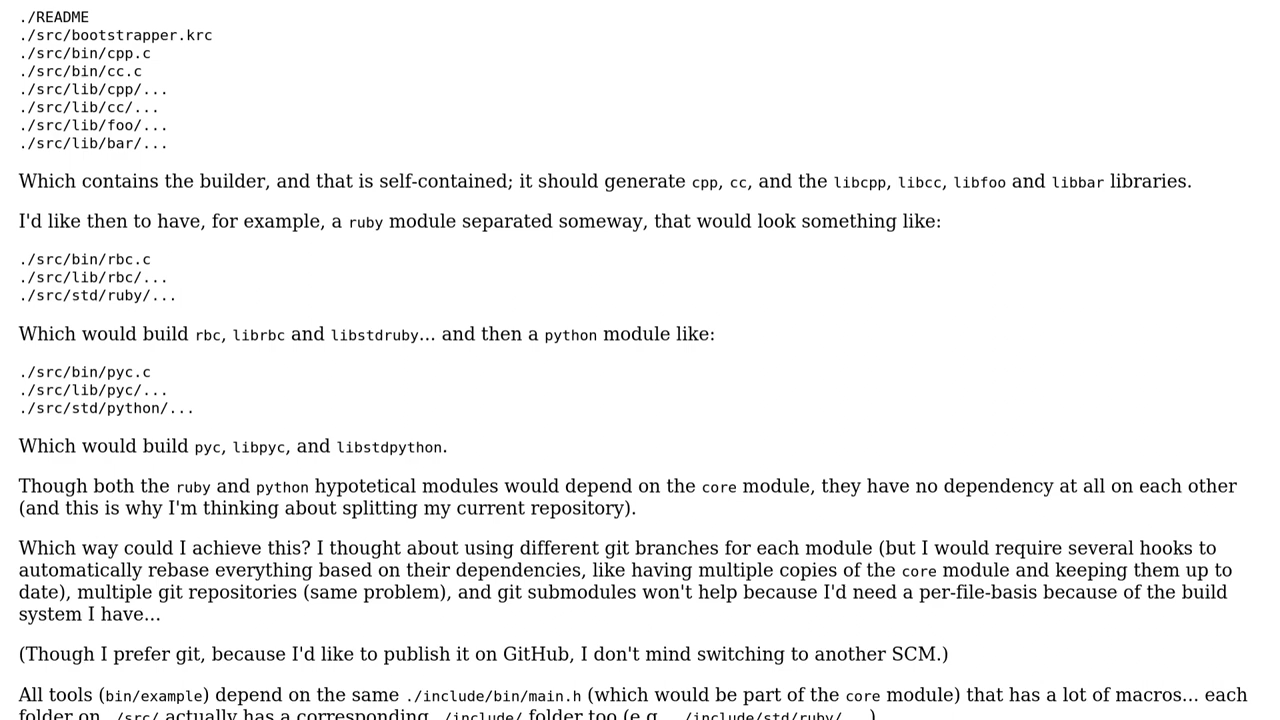 ./README
./src/bootstrapper.krc
./src/bin/cpp.c
./src/bin/cc.c
./src/lib/cpp/...
./src/lib/cc/...
./src/lib/foo/...
./src/lib/bar/...
Which contains the builder, and that is self-contained; it should generate cpp, cc, and the libcpp, libcc, libfoo and libbar libraries.
I'd like then to have, for example, a ruby module separated someway, that would look something like:
./src/bin/rbc.c
./src/lib/rbc/...
./src/std/ruby/...
Which would build rbc, librbc and libstdruby... and then a python module like:
./src/bin/pyc.c
./src/lib/pyc/...
./src/std/python/...
Which would build pyc, libpyc, and libstdpython.
Though both the ruby and python hypotetical modules would depend on the core module, they have no dependency at all on each other
(and this is why I'm thinking about splitting my current repository).
Which way could I achieve this? I thought about using different git branches for each module (but I would require several hooks to
automatically rebase everything based on their dependencies, like having multiple copies of the core module and keeping them up to
date), multiple git repositories (same problem), and git submodules won't help because I'd need a per-file-basis because of the build
system I have...
(Though I prefer git, because I'd like to publish it on GitHub, I don't mind switching to another SCM.)
All tools (bin/example) depend on the same ./include/bin/main.h (which would be part of the core module) that has a lot of macros... each
folder on ./src/ actually has a corresponding ./include/ folder too (e.g., ./include/std/ruby/...)